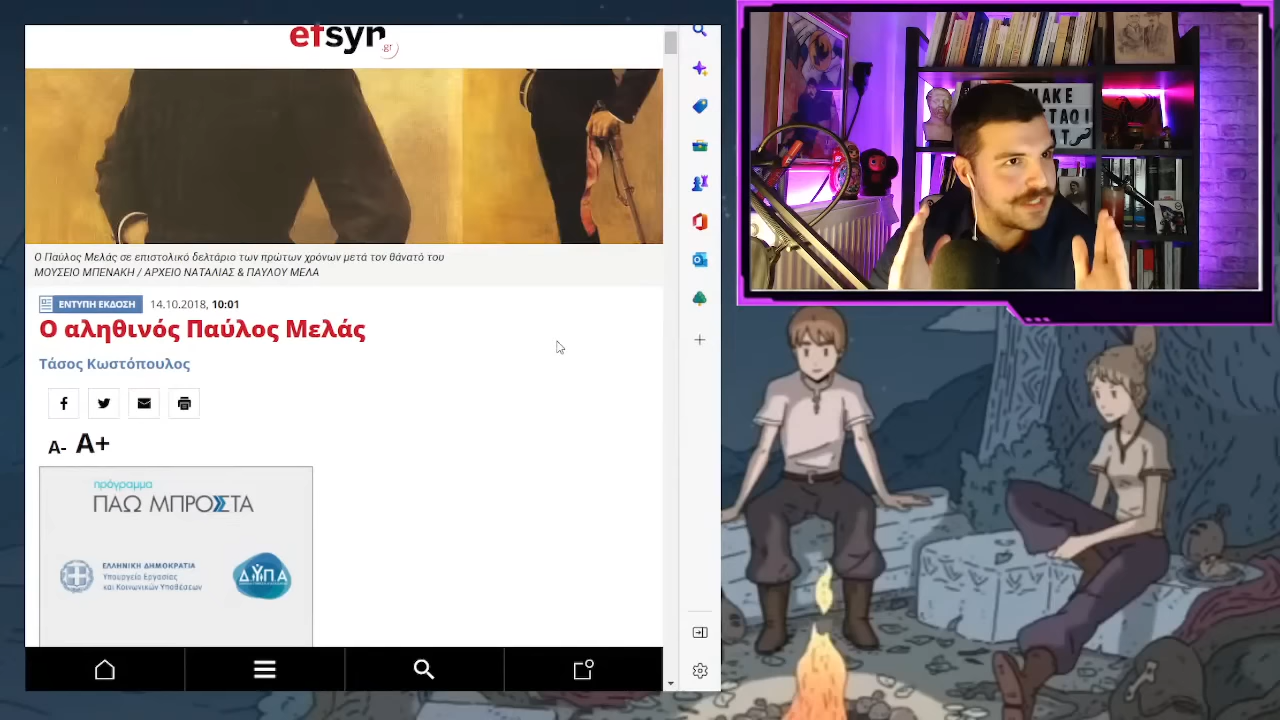 efsyn
.gr
Ο Παύλος Μελάς σε επιστολικό δελτάριο των πρώτων χρόνων μετά τον θάνατό του
ΜΟΥΣΕΙΟ ΜΠΕΝΑΚΗ / ΑΡΧΕΙΟ ΝΑΤΑΛΙΑΣ & ΠΑΥΛΟΥ ΜΕΛΑ
ΕΝΤΥΠΗ ΕΚΔΟΣΗ 14.10.2018, 10:01
Ο αληθινός Παύλος Μελάς
Τάσος Κωστόπουλος
A- A+
πρόγραμμα
ΠΑΩ ΜΠΡΟΣΤΑ
ΕΛΛΗΝΙΚΗ ΔΗΜΟΚΡΑΤΙΑ
Υπουργείο Εργασίας
και Κοινωνικών Υποθέσεων
ΔΥΠΑ
MAKE